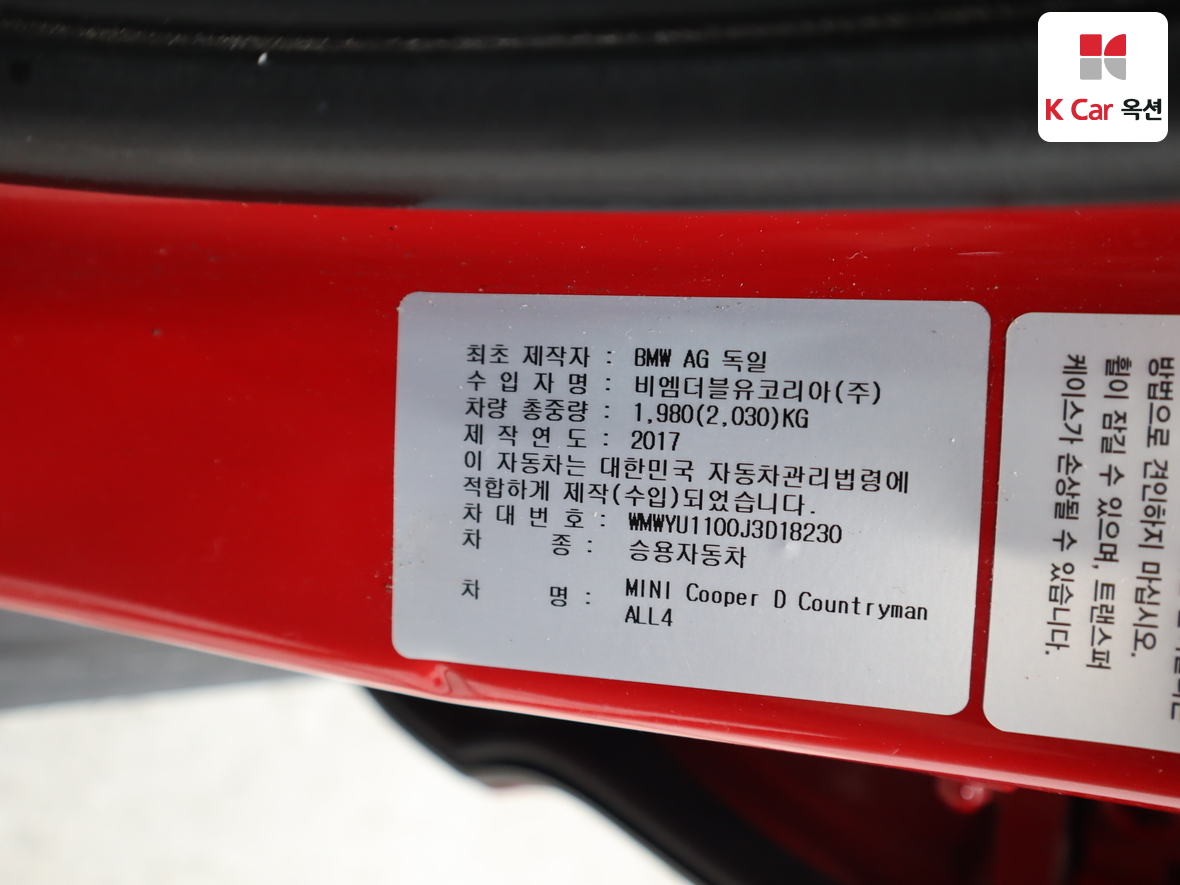 K Car 옥션
최초 제작자 : BMW AG 독일
수 입 자 명 : 비엠더블유코리아(주)
차량 총중량 : 1,980(2,030)KG
제 작 연 도 : 2017
이 자동차는 대한민국 자동차관리법령에
적합하게 제작(수입)되었습니다.
차 대 번 호 : WMWYU1100J3D18230
차 종 : 승용자동차
차 명 : MINI Cooper D Countryman
ALL4
방법으로 견인하지 마십시오.
휠이 잠길 수 있으며, 트랜스퍼
케이스가 손상될 수 있습니다.